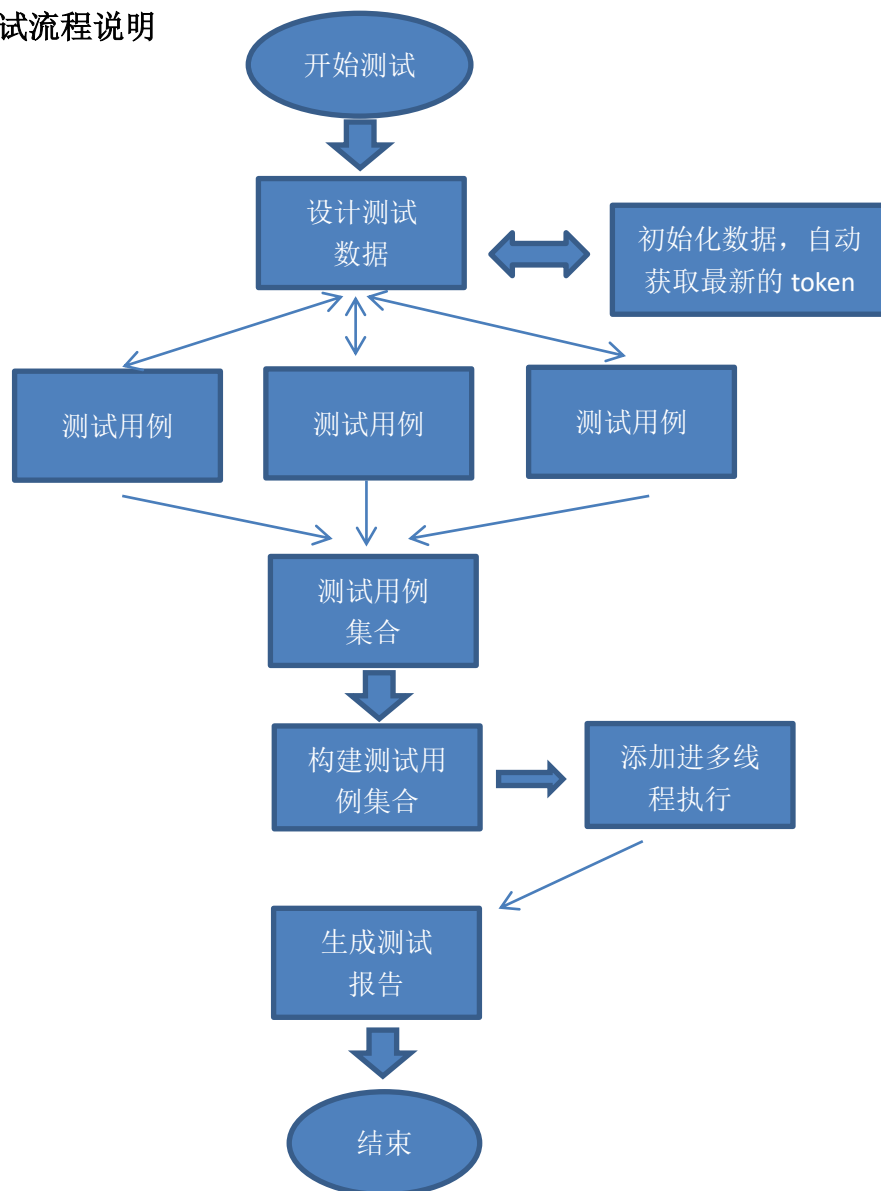 试流程说明
开始测试
设计测试
数据
初始化数据，自动
获取最新的 token
测试用例
测试用例
测试用例
测试用例
集合
构建测试用
例集合
添加进多线
程执行
生成测试
报告
结束